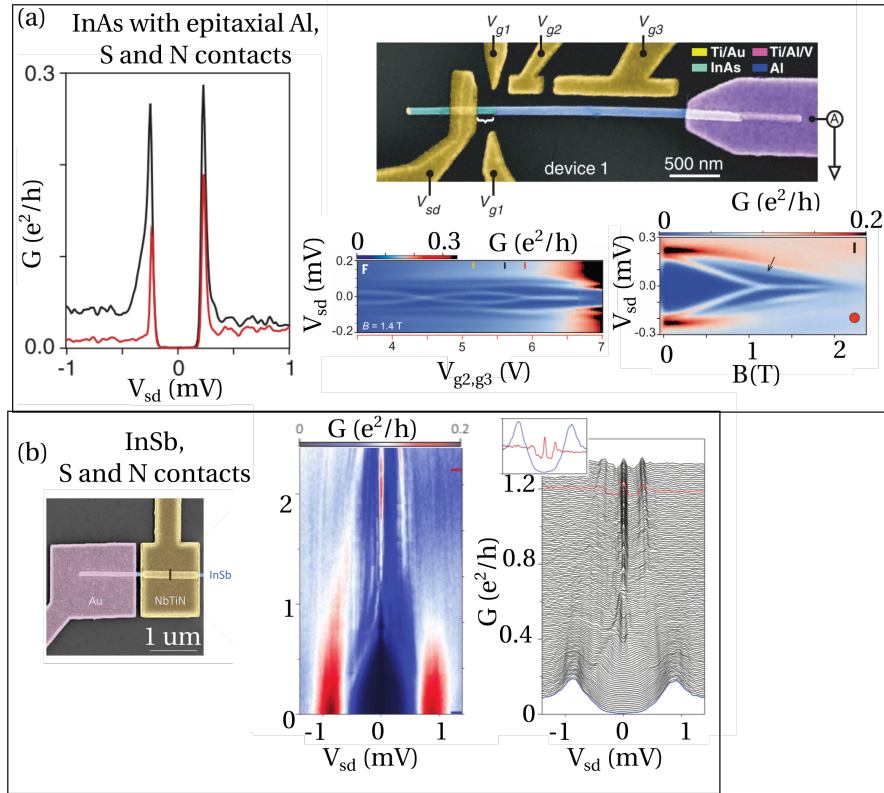 (a)
InAs with epitaxial Al,
S and N contacts
0.3
G (e²/h)
0.0
-1
0
1
V_sd (mV)
V_g1
V_g2
V_g3
Ti/Au
Ti/Al/V
InAs
Al
A
device 1
500 nm
V_sd
V_g1
0
0.3
G (e²/h)
0.2
V_sd (mV)
0.0
-0.2
F
B = 1.4 T
4
5
6
7
V_g2,g3 (V)
G (e²/h)
0
0.2
0.3
V_sd (mV)
0.0
-0.3
I
0
1
2
B(T)
(b)
InSb,
S and N contacts
Au
NbTiN
InSb
1 um
G (e²/h)
0
0.2
2
1
0
-1
0
1
V_sd (mV)
G (e²/h)
1.2
0.8
0.4
0
-1
0
1
V_sd (mV)